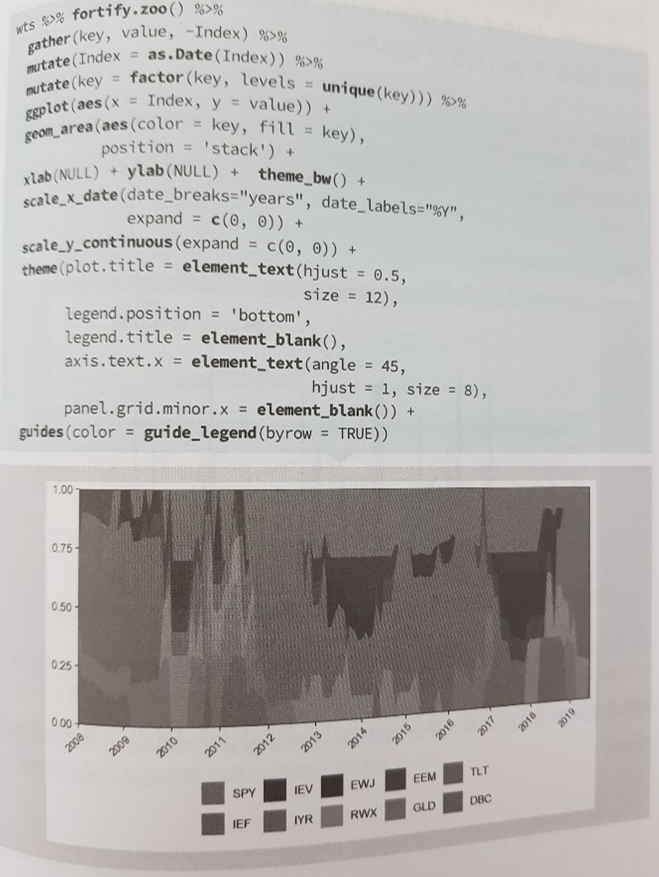 wts %>% fortify.zoo() %>%
gather(key, value, -Index) %>%
mutate(Index = as.Date(Index)) %>%
mutate(key = factor(key, levels = unique(key))) %>%
ggplot(aes(x = Index, y = value)) +
geom_area(aes(color = key, fill = key),
position = 'stack') +
xlab(NULL) + ylab(NULL) + theme_bw() +
scale_x_date(date_breaks="years", date_labels="%Y",
expand = c(0, 0)) +
scale_y_continuous(expand = c(0, 0)) +
theme(plot.title = element_text(hjust = 0.5,
size = 12),
legend.position = 'bottom',
legend.title = element_blank(),
axis.text.x = element_text(angle = 45,
hjust = 1, size = 8),
panel.grid.minor.x = element_blank()) +
guides(color = guide_legend(byrow = TRUE))
1.00
0.75
0.50
0.25
0.00
2008 2009 2010 2011 2012 2013 2014 2015 2016 2017 2018 2019
SPY IEV EWJ EEM TLT
IEF IYR RWX GLD DBC